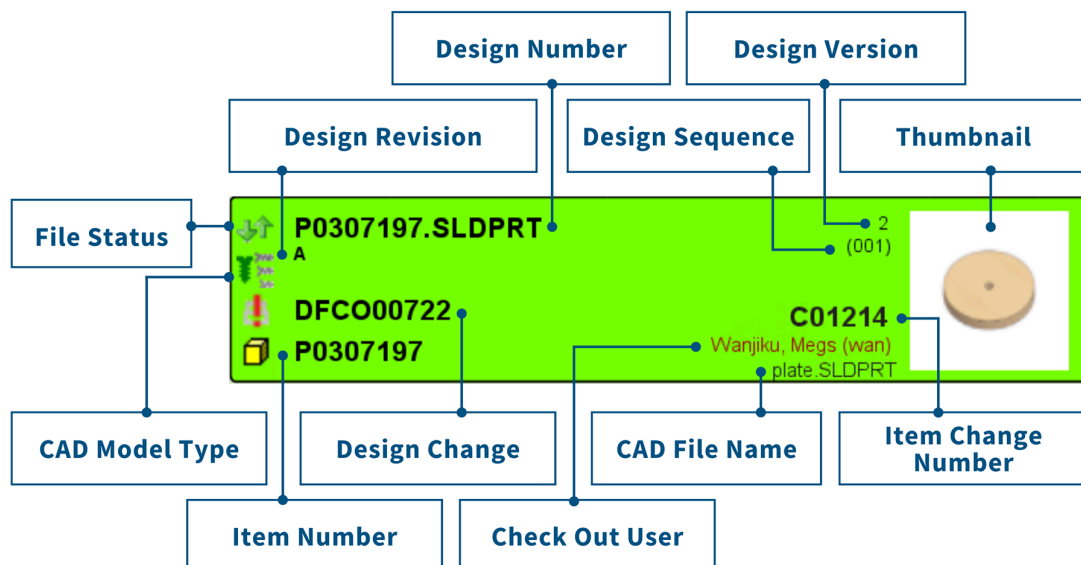 Design Number
Design Version
Design Revision
Design Sequence
Thumbnail
File Status
P0307197.SLDPRT
2
A
(001)
DFCO00722
C01214
Wanjiku, Megs (wan)
P0307197
plate.SLDPRT
CAD Model Type
Design Change
CAD File Name
Item Change
Number
Item Number
Check Out User